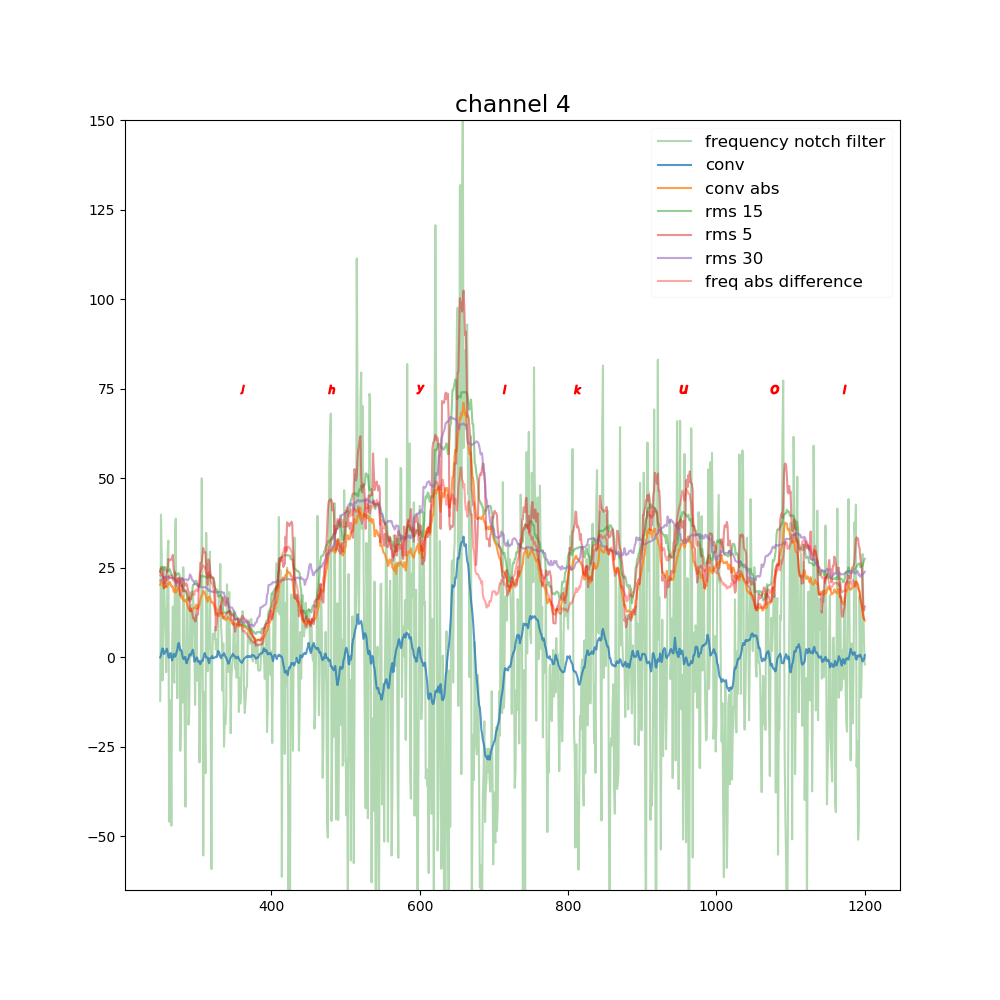 channel 4
150
frequency notch filter
conv
conv abs
rms 15
rms 5
rms 30
freq abs difference
125
100
75
j h y l k u o l
50
25
0
−25
−50
400 600 800 1000 1200